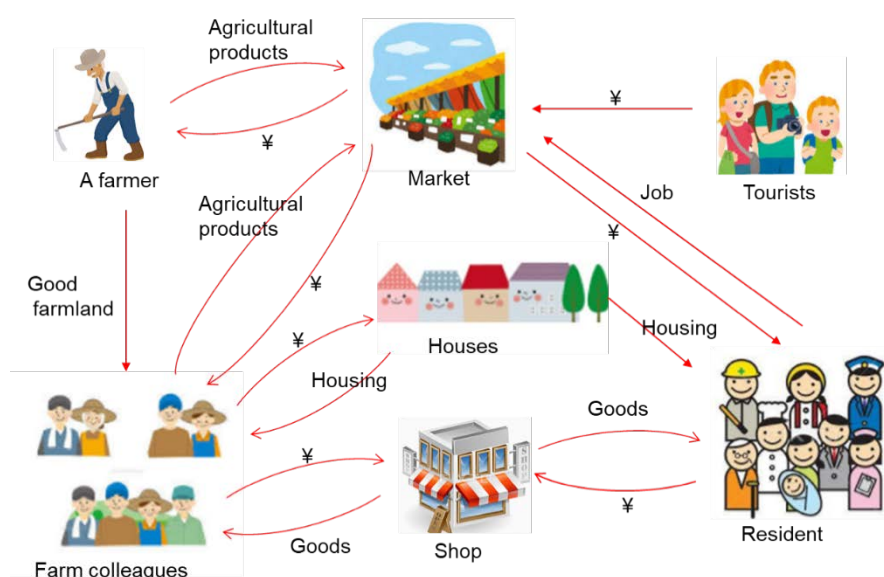 Agricultural
products
¥
A farmer
Market
¥
Tourists
Agricultural
products
Job
¥
Good
farmland
¥
¥
Houses
Housing
Housing
Goods
¥
¥
Goods
Shop
Resident
Farm colleagues
SHOP